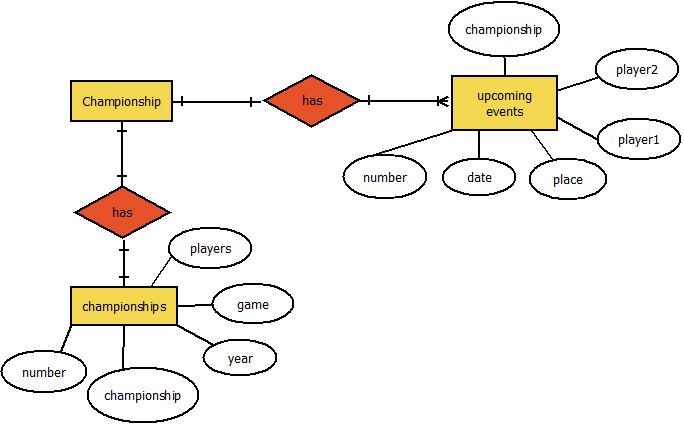 championship
player2
Championship
has
upcoming
events
player1
number
date
place
has
players
championships
game
number
year
championship